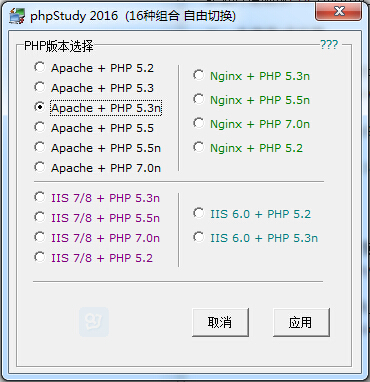 phpStudy 2016 (16种组合 自由切换)
PHP版本选择
???
Apache + PHP 5.2
Apache + PHP 5.3
Apache + PHP 5.3n
Apache + PHP 5.5
Apache + PHP 5.5n
Apache + PHP 7.0n
Nginx + PHP 5.3n
Nginx + PHP 5.5n
Nginx + PHP 7.0n
Nginx + PHP 5.2
IIS 7/8 + PHP 5.3n
IIS 7/8 + PHP 5.5n
IIS 7/8 + PHP 7.0n
IIS 7/8 + PHP 5.2
IIS 6.0 + PHP 5.2
IIS 6.0 + PHP 5.3n
取消
应用